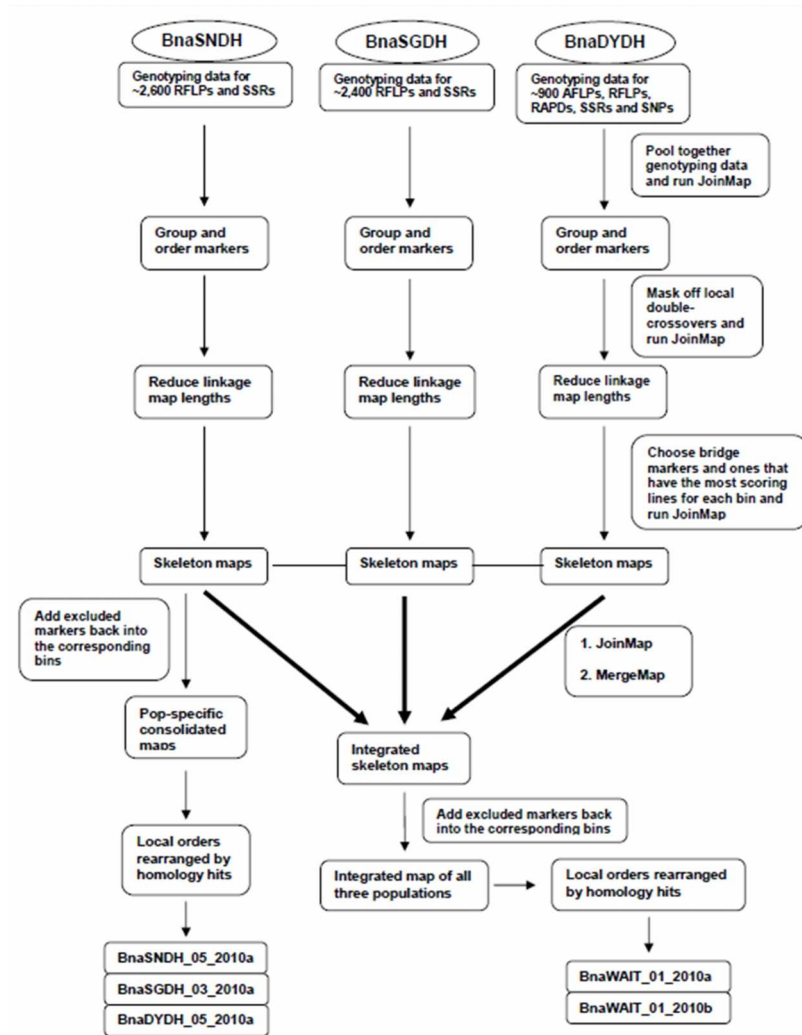 BnaSNDH
BnaSGDH
BnaDYDH
Genotyping data for
~2,600 RFLPs and SSRs
Genotyping data for
~2,400 RFLPs and SSRs
Genotyping data for
~900 AFLPs, RFLPs,
RAPDs, SSRs and SNPs
Pool together
genotyping data
and run JoinMap
Group and
order markers
Group and
order markers
Group and
order markers
Mask off local
double-
crossovers and
run JoinMap
Reduce linkage
map lengths
Reduce linkage
map lengths
Reduce linkage
map lengths
Choose bridge
markers and ones that
have the most scoring
lines for each bin and
run JoinMap
Skeleton maps
Skeleton maps
Skeleton maps
Add excluded
markers back into
the corresponding
bins
1. JoinMap
2. MergeMap
Pop-specific
consolidated
maps
Integrated
skeleton maps
Add excluded markers back
into the corresponding bins
Local orders
rearranged by
homology hits
Integrated map of all
three populations
Local orders rearranged
by homology hits
BnaSNDH_05_2010a
BnaSGDH_03_2010a
BnaDYDH_05_2010a
BnaWAIT_01_2010a
BnaWAIT_01_2010b